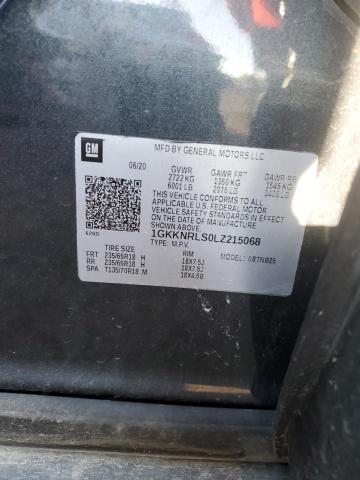 GM
MFD BY GENERAL MOTORS LLC
06/20 GVWR GAWR FRT GAWR RR
2722 KG 1350 KG 1545 KG
6001 LB 2976 LB 3406 LB
THIS VEHICLE CONFORMS TO ALL
APPLICABLE U.S. FEDERAL MOTOR
VEHICLE SAFETY AND THEFT PREVENTION
STANDARDS IN EFFECT ON THE DATE OF
MANUFACTURE
SHOWN ABOVE.
1GKKNRLS0LZ215068
TYPE: M.P.V.
TIRE SIZE RIM MODEL:
FRT 235/65R18 H 18X7.5J
RR 235/65R18 H 18X7.5J
SPA T135/70R18 M 18X4.5B